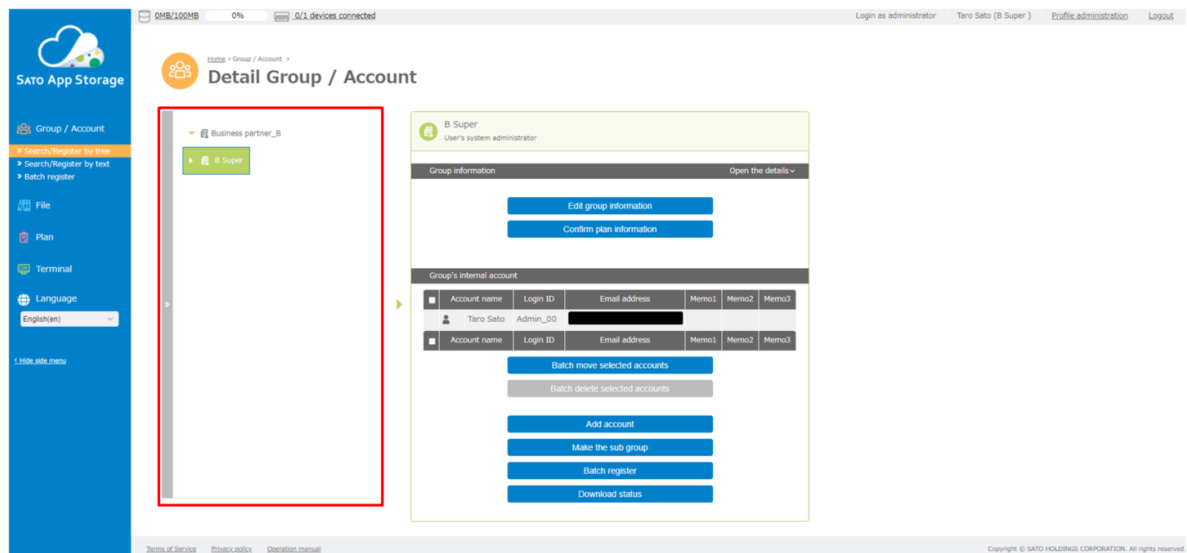 0MB/100MB 0% 0/1 devices connected Login as administrator Taro Sato (B Super ) Profile administration Logout
SATO App Storage
Home > Group / Account >
Detail Group / Account
Group / Account
> Search/Register by tree
> Search/Register by text
> Batch register
File
Plan
Terminal
Language
English(en)
< Hide side menu
Business partner_B
B Super
>
B Super
User's system administrator
Group information Open the details
Edit group information
Confirm plan information
Group's internal account
Account name Login ID Email address Memo1 Memo2 Memo3
Taro Sato Admin_00
Account name Login ID Email address Memo1 Memo2 Memo3
Batch move selected accounts
Batch delete selected accounts
Add account
Make the sub group
Batch register
Download status
Terms of Service Privacy policy Operation manual Copyright © SATO HOLDINGS CORPORATION. All rights reserved.